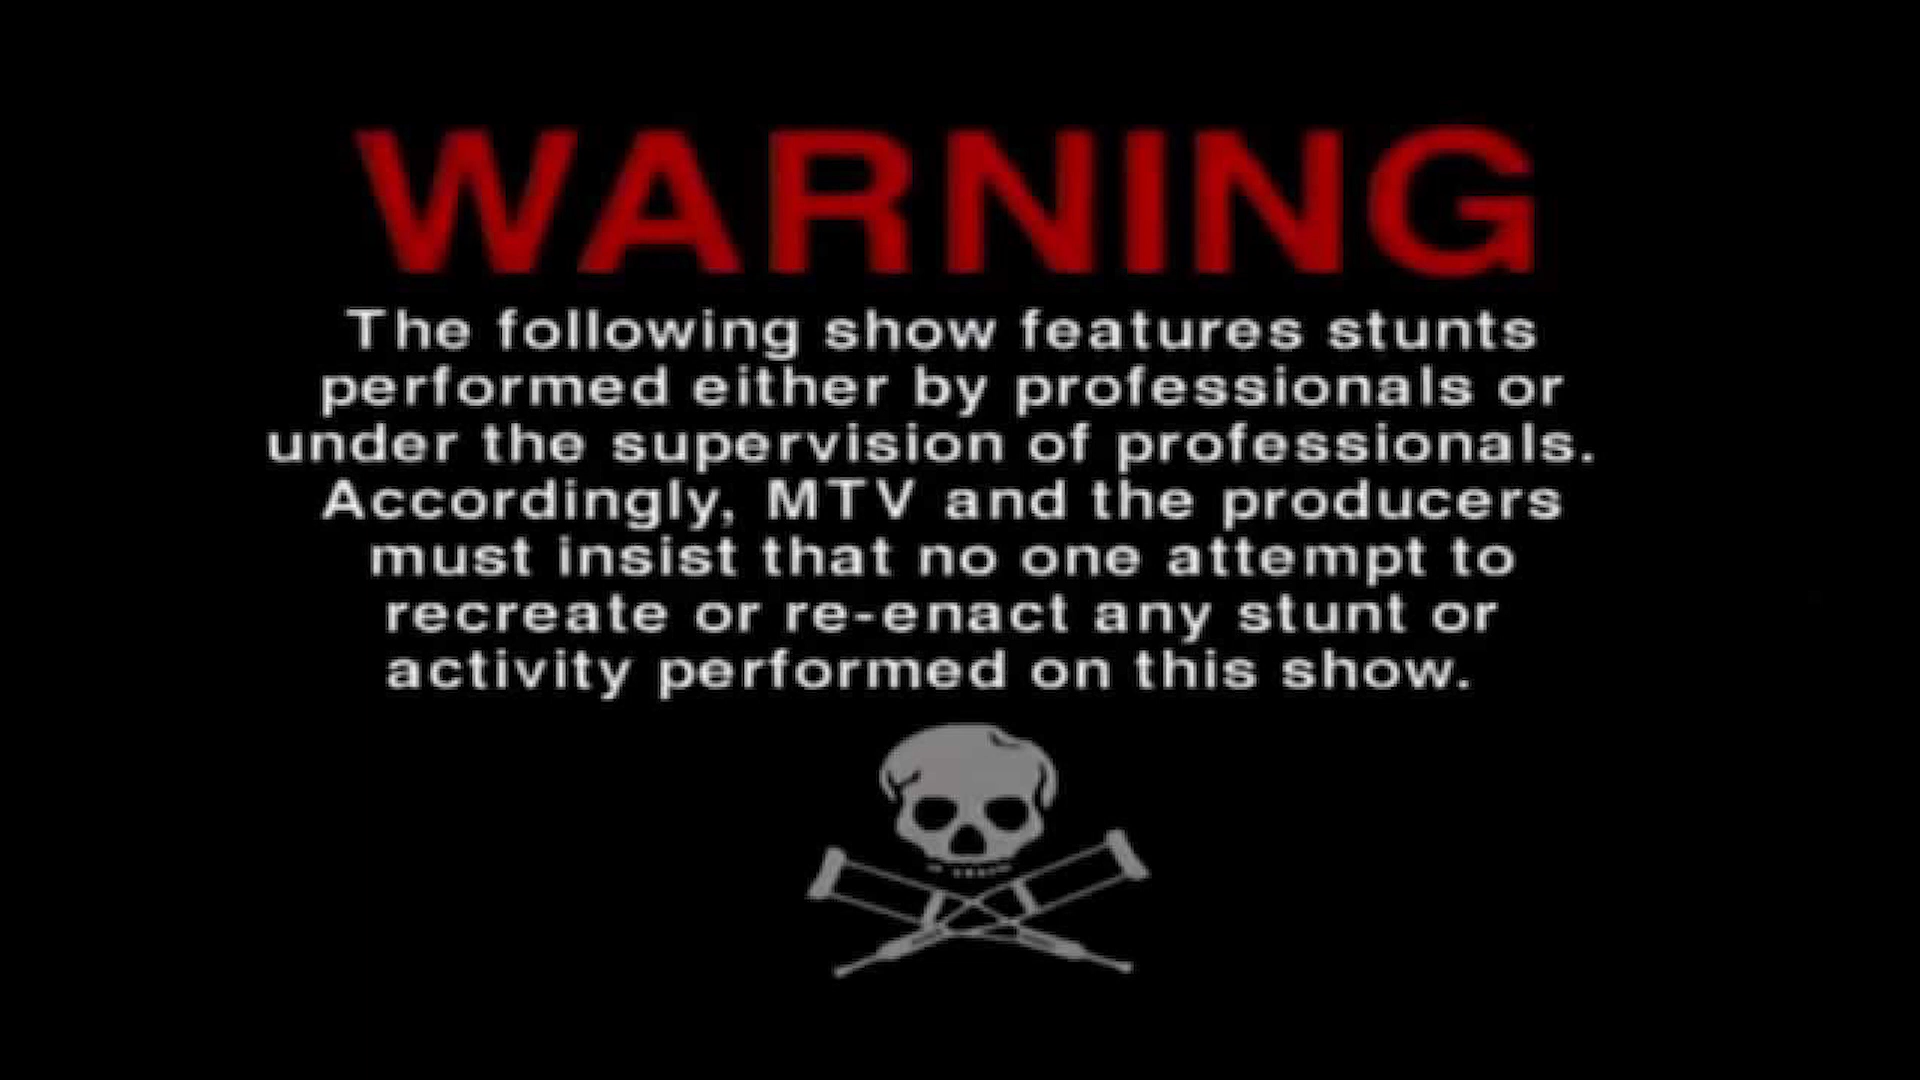 WARNING
The following show features stunts
performed either by professionals or
under the supervision of professionals.
Accordingly, MTV and the producers
must insist that no one attempt to
recreate or re-enact any stunt or
activity performed on this show.